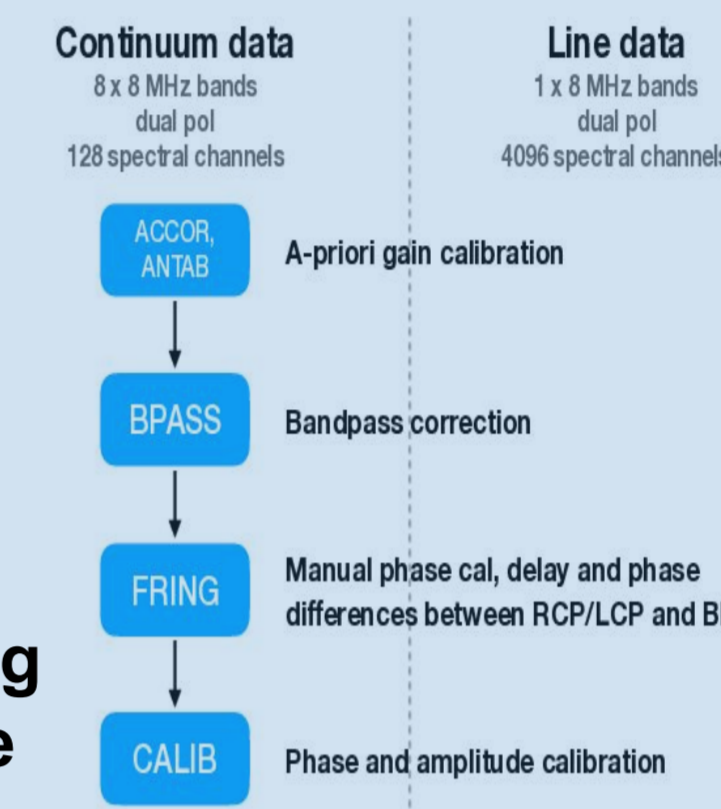 Continuum data
8 x 8 MHz bands
dual pol
128 spectral channels
Line data
1 x 8 MHz bands
dual pol
4096 spectral channels
ACCOR,
ANTAB
A-priori gain calibration
BPASS
Bandpass correction
FRING
Manual phase cal, delay and phase
differences between RCP/LCP and
CALIB
Phase and amplitude calibration